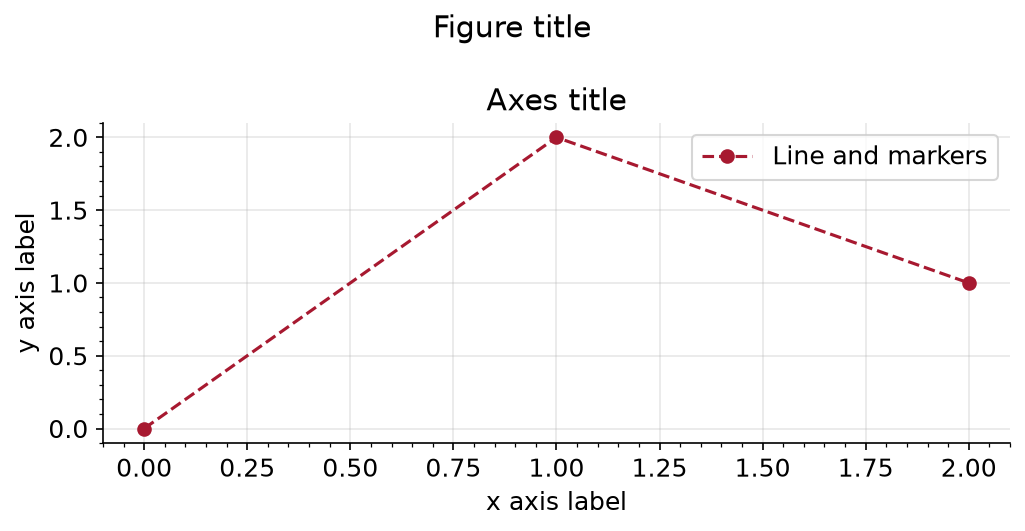 Figure title
Axes title
Line and markers
2.0
1.5
1.0
0.5
0.0
y axis label
0.00 0.25 0.50 0.75 1.00 1.25 1.50 1.75 2.00
x axis label